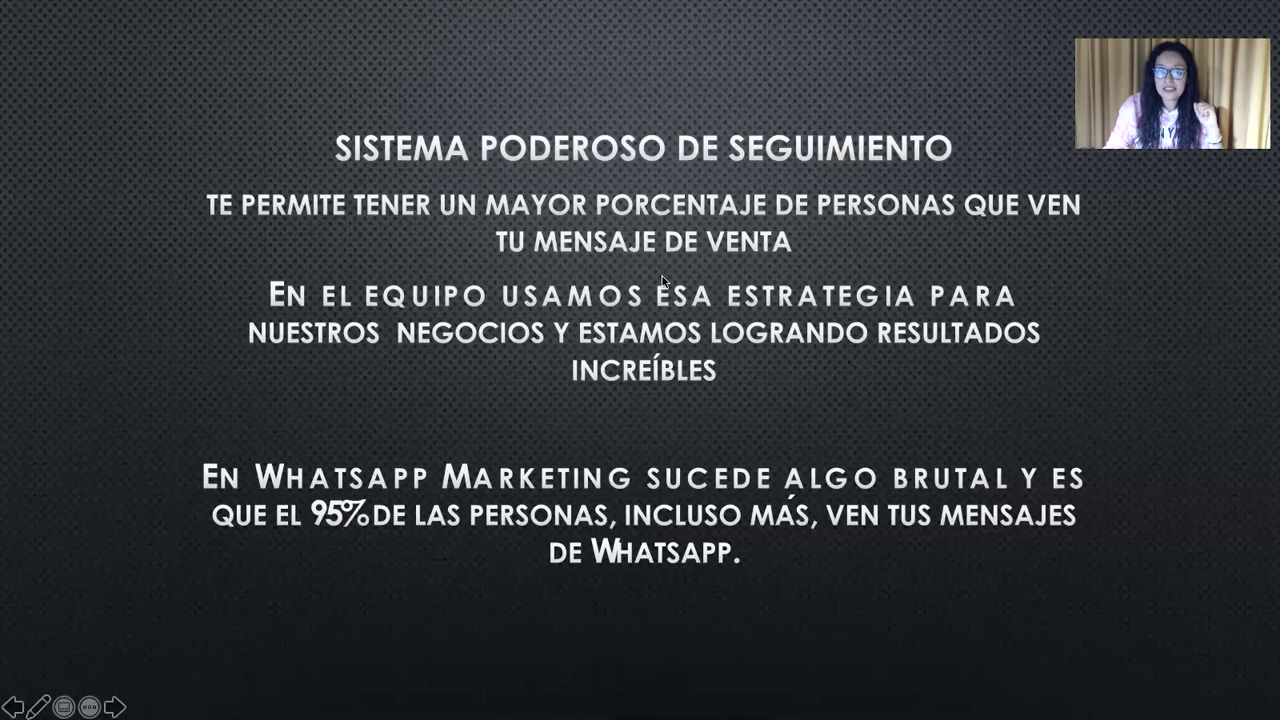 SISTEMA PODEROSO DE SEGUIMIENTO
TE PERMITE TENER UN MAYOR PORCENTAJE DE PERSONAS QUE VEN
TU MENSAJE DE VENTA
EN EL EQUIPO USAMOS ESA ESTRATEGIA PARA
NUESTROS NEGOCIOS Y ESTAMOS LOGRANDO RESULTADOS
INCREÍBLES
EN WHATSAPP MARKETING SUCEDE ALGO BRUTAL Y ES
QUE EL 95% DE LAS PERSONAS, INCLUSO MÁS, VEN TUS MENSAJES
DE WHATSAPP.